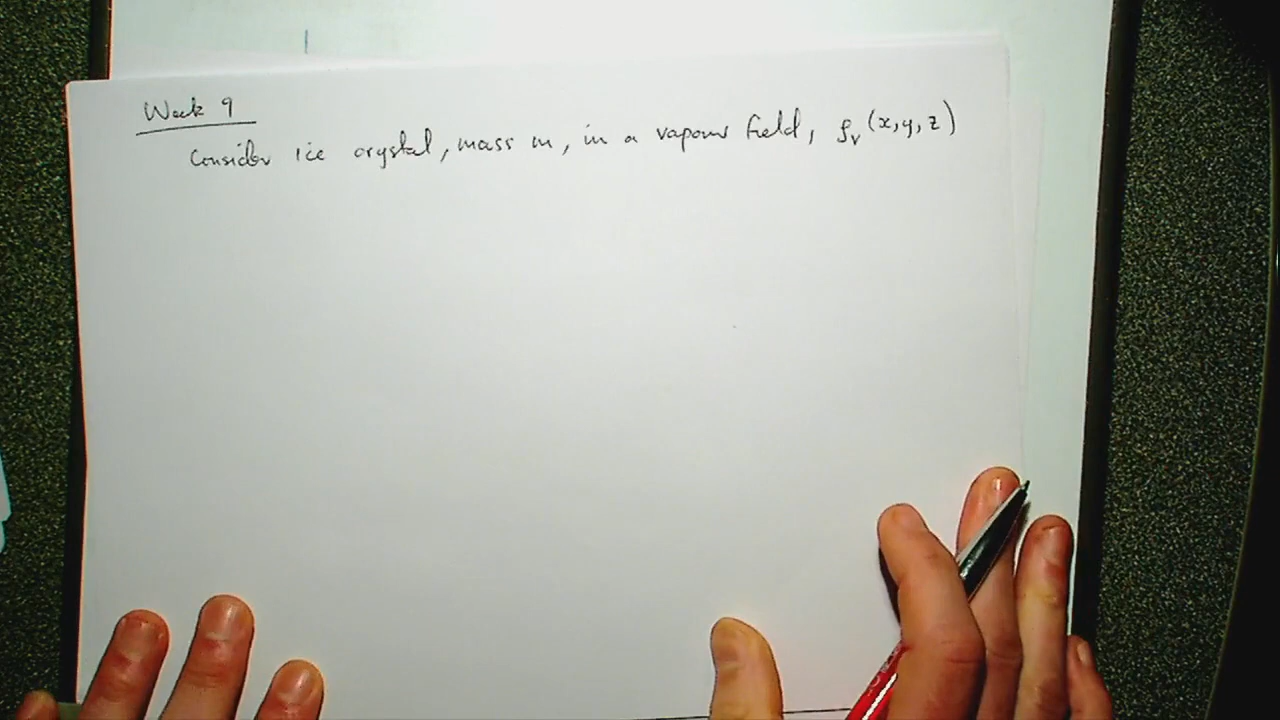 Week 9
Consider ice crystal, mass m, in a vapour field, ρᵥ(x,y,z)